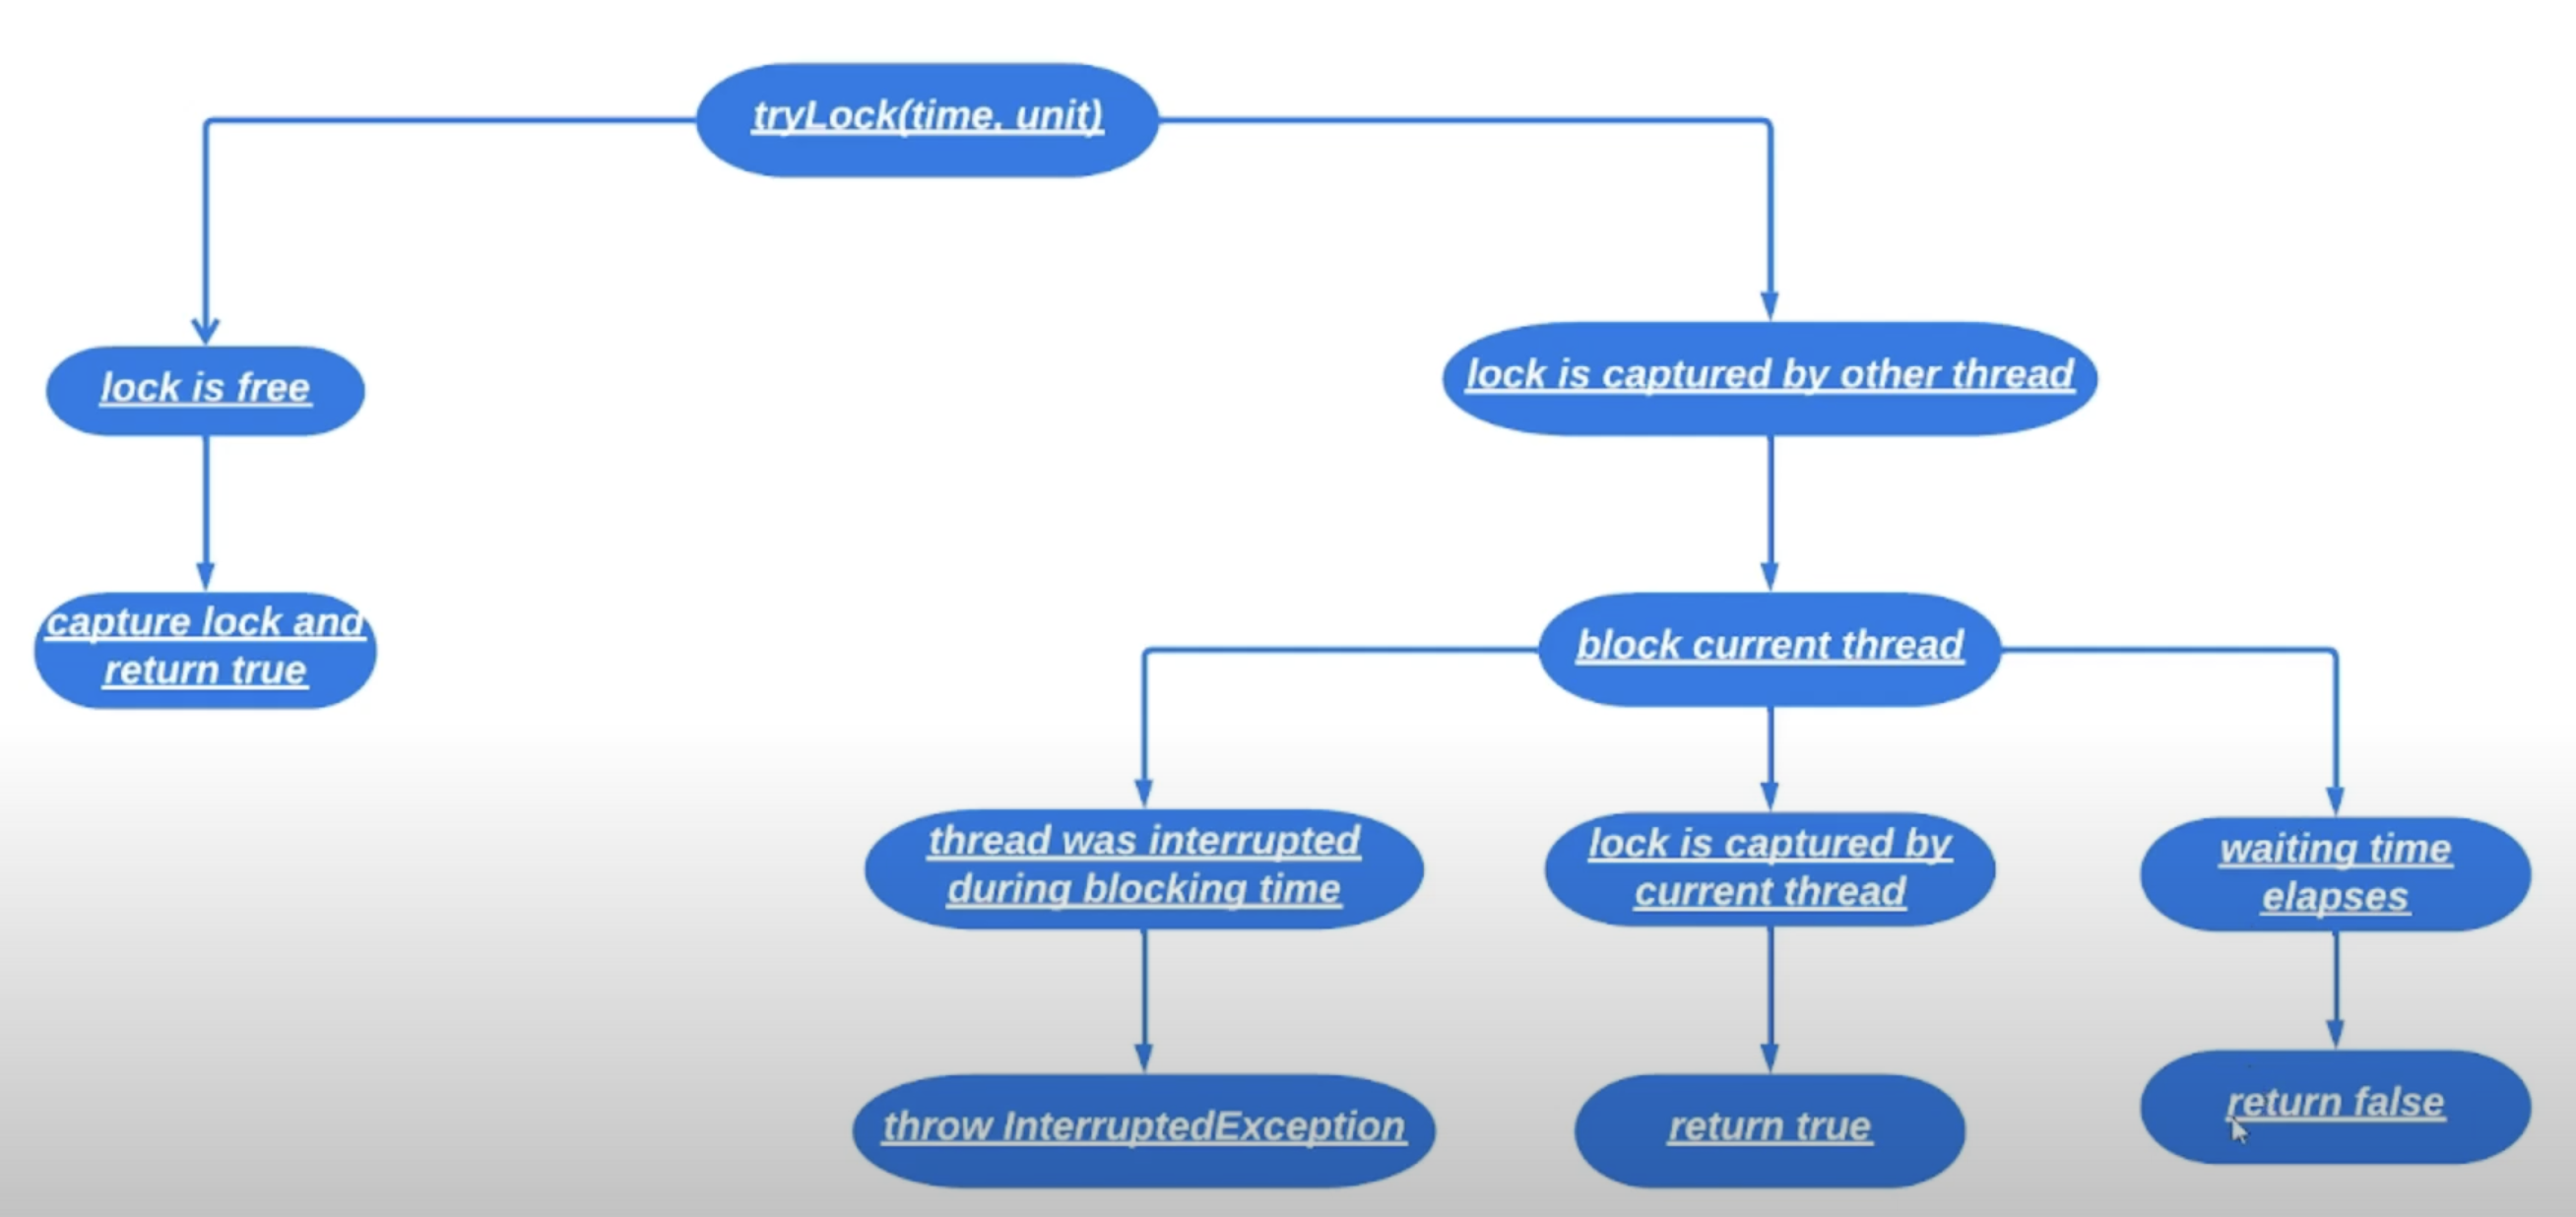 tryLock(time, unit)
lock is free
lock is captured by other thread
capture lock and
return true
block current thread
thread was interrupted
during blocking time
lock is captured by
current thread
waiting time
elapses
throw InterruptedException
return true
return false